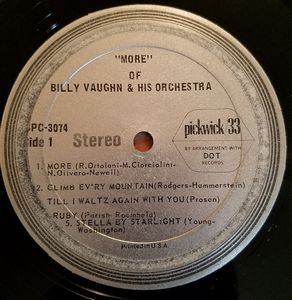 "MORE"
OF
BILLY VAUGHN & HIS ORCHESTRA
SPC-3074
Side 1 Stereo
pickwick 33
BY ARRANGEMENT WITH
DOT
RECORDS
1. MORE (R. Ortolani-M. Ciorciolini-
N. Olivero-Newell)
2. CLIMB EV'RY MOUNTAIN (Rodgers-Hammerstein)
TILL I WALTZ AGAIN WITH YOU (Prosen)
RUBY (Parish Roemheld)
5. STELLA BY STARLIGHT (Young-
Washington)
Printed in U.S.A.